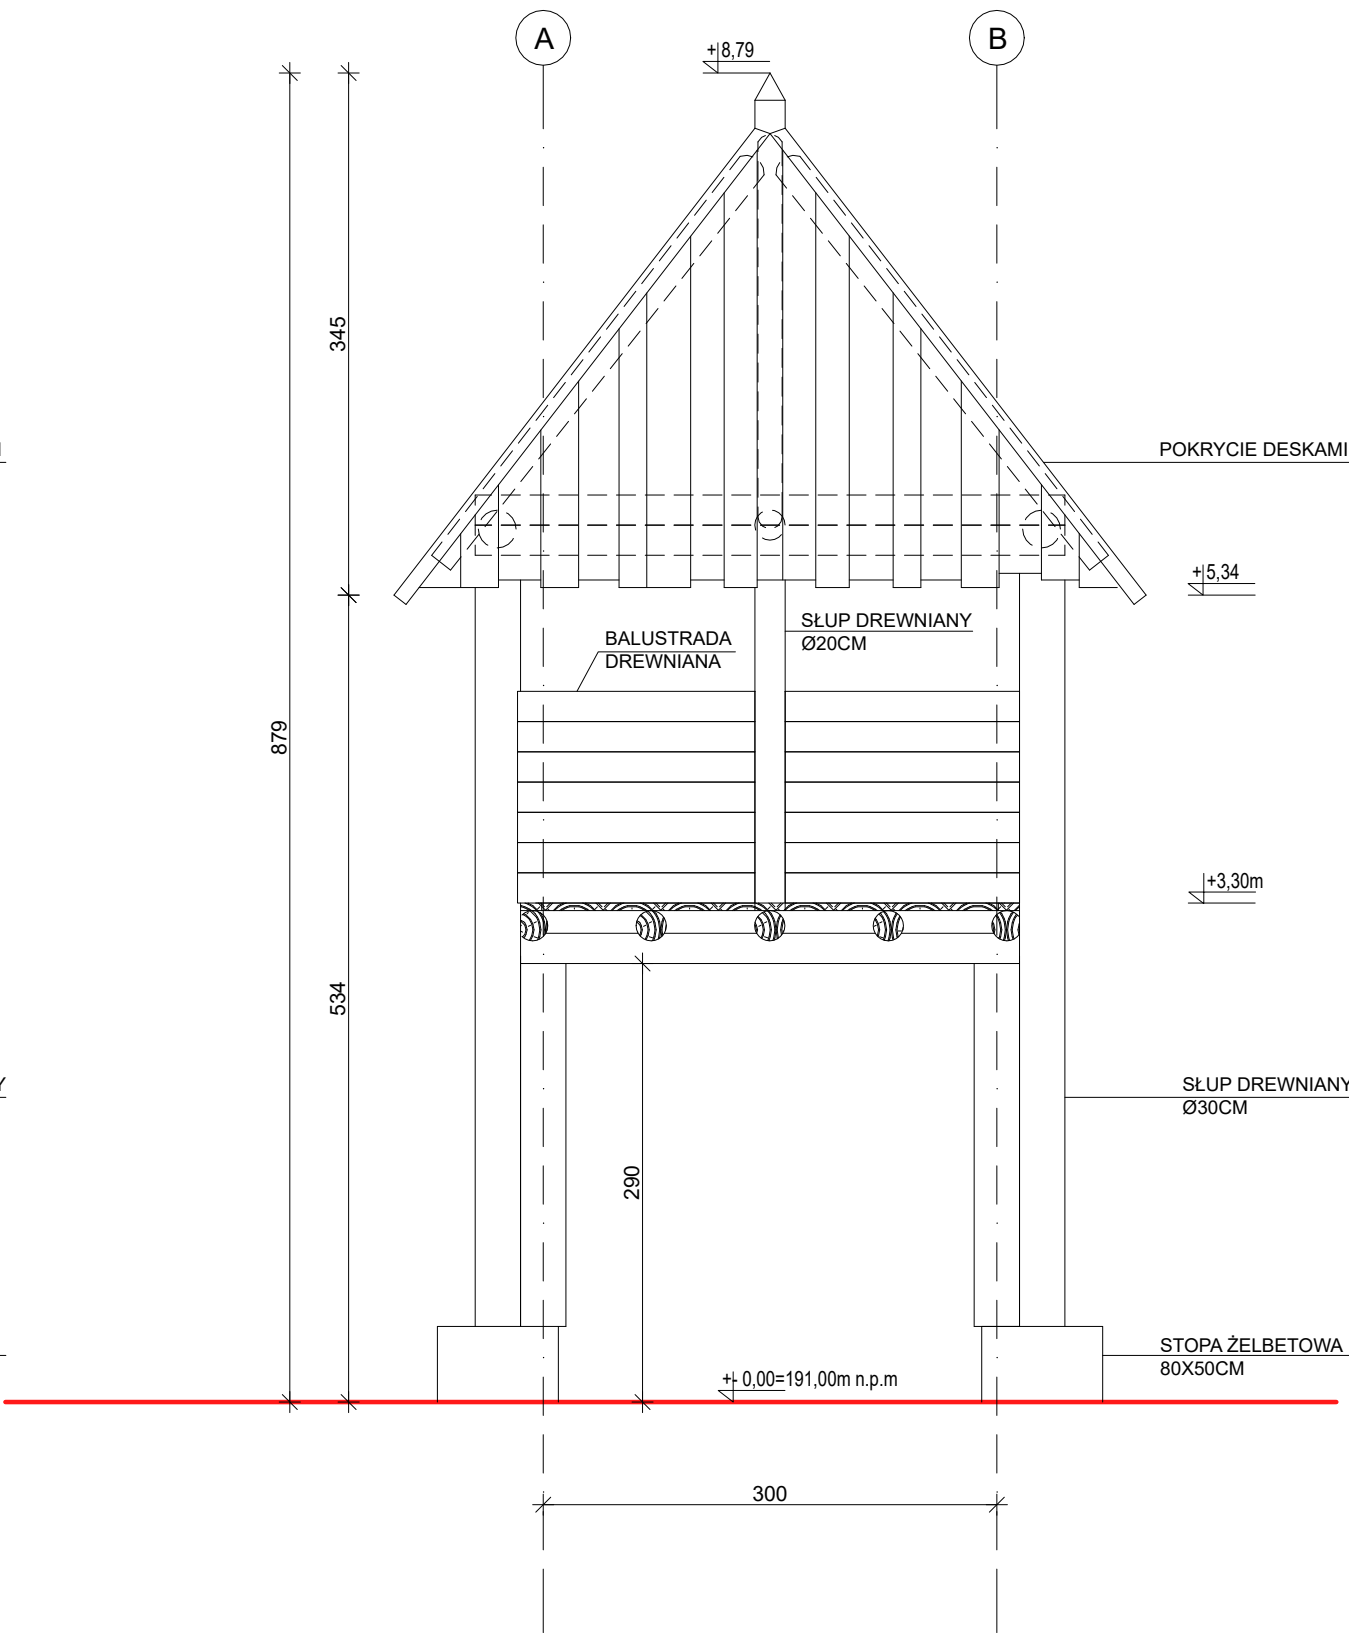 A
B
+8,79
345
POKRYCIE DESKAMI
+5,34
SŁUP DREWNIANY
Ø20CM
BALUSTRADA
DREWNIANA
879
+3,30m
534
SŁUP DREWNIANY
Ø30CM
Y
290
STOPA ŻELBETOWA
80X50CM
+- 0,00=191,00m n.p.m
300